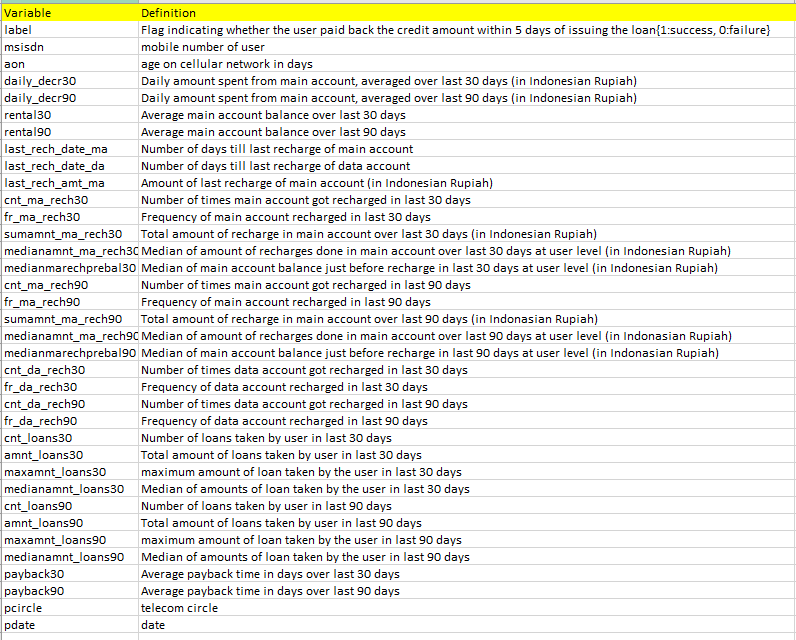 Variable Definition
label Flag indicating whether the user paid back the credit amount within 5 days of issuing the loan{1:success, 0:failure}
msisdn mobile number of user
aon age on cellular network in days
daily_decr30 Daily amount spent from main account, averaged over last 30 days (in Indonesian Rupiah)
daily_decr90 Daily amount spent from main account, averaged over last 90 days (in Indonesian Rupiah)
rental30 Average main account balance over last 30 days
rental90 Average main account balance over last 90 days
last_rech_date_ma Number of days till last recharge of main account
last_rech_date_da Number of days till last recharge of data account
last_rech_amt_ma Amount of last recharge of main account (in Indonesian Rupiah)
cnt_ma_rech30 Number of times main account got recharged in last 30 days
fr_ma_rech30 Frequency of main account recharged in last 30 days
sumamnt_ma_rech30 Total amount of recharge in main account over last 30 days (in Indonesian Rupiah)
medianamnt_ma_rech30 Median of amount of recharges done in main account over last 30 days at user level (in Indonesian Rupiah)
medianmarechprebal30 Median of main account balance just before recharge in last 30 days at user level (in Indonesian Rupiah)
cnt_ma_rech90 Number of times main account got recharged in last 90 days
fr_ma_rech90 Frequency of main account recharged in last 90 days
sumamnt_ma_rech90 Total amount of recharge in main account over last 90 days (in Indonasian Rupiah)
medianamnt_ma_rech90 Median of amount of recharges done in main account over last 90 days at user level (in Indonasian Rupiah)
medianmarechprebal90 Median of main account balance just before recharge in last 90 days at user level (in Indonasian Rupiah)
cnt_da_rech30 Number of times data account got recharged in last 30 days
fr_da_rech30 Frequency of data account recharged in last 30 days
cnt_da_rech90 Number of times data account got recharged in last 90 days
fr_da_rech90 Frequency of data account recharged in last 90 days
cnt_loans30 Number of loans taken by user in last 30 days
amnt_loans30 Total amount of loans taken by user in last 30 days
maxamnt_loans30 maximum amount of loan taken by the user in last 30 days
medianamnt_loans30 Median of amounts of loan taken by the user in last 30 days
cnt_loans90 Number of loans taken by user in last 90 days
amnt_loans90 Total amount of loans taken by user in last 90 days
maxamnt_loans90 maximum amount of loan taken by the user in last 90 days
medianamnt_loans90 Median of amounts of loan taken by the user in last 90 days
payback30 Average payback time in days over last 30 days
payback90 Average payback time in days over last 90 days
pcircle telecom circle
pdate date